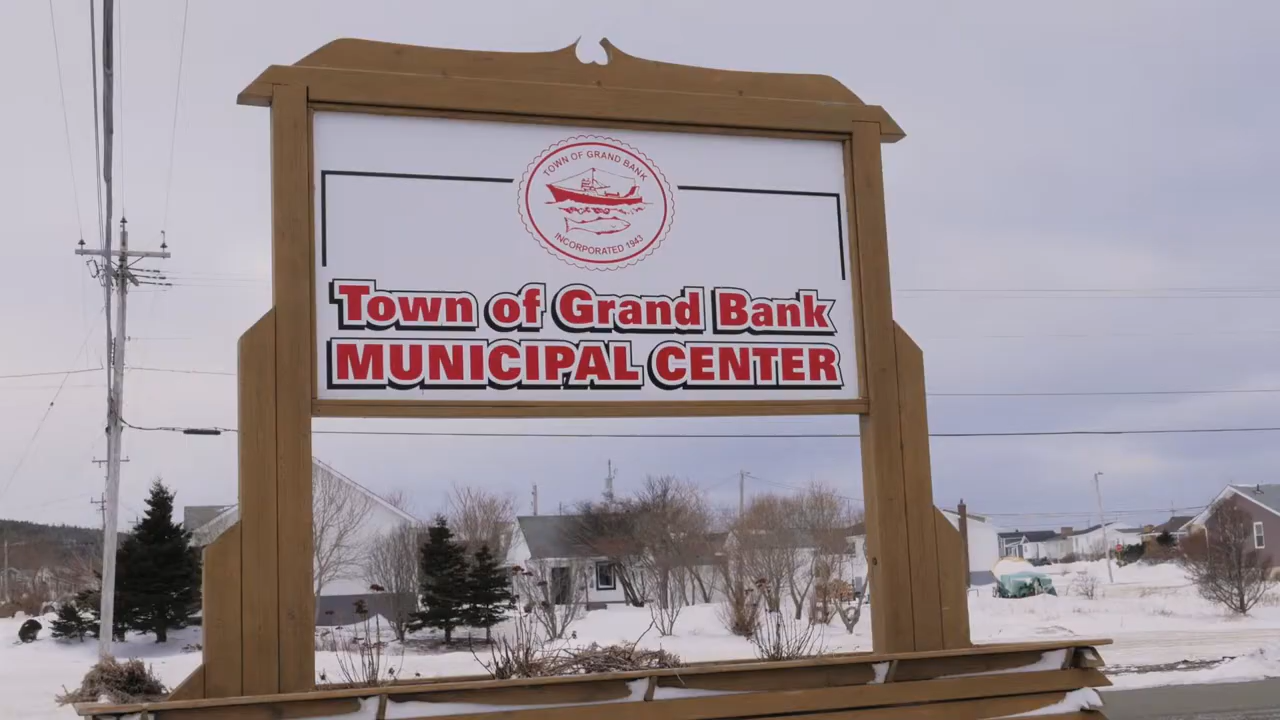 TOWN OF GRAND BANK
INCORPORATED 1943
Town of Grand Bank
MUNICIPAL CENTER